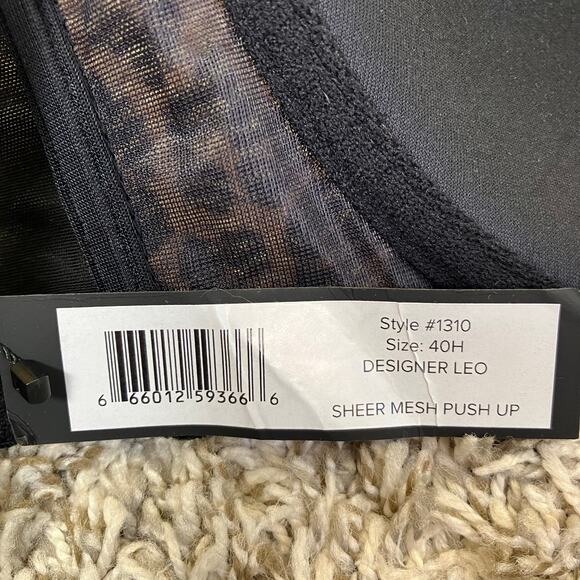 Style #1310
Size: 40H
DESIGNER LEO
SHEER MESH PUSH UP
6 66012 59366 6